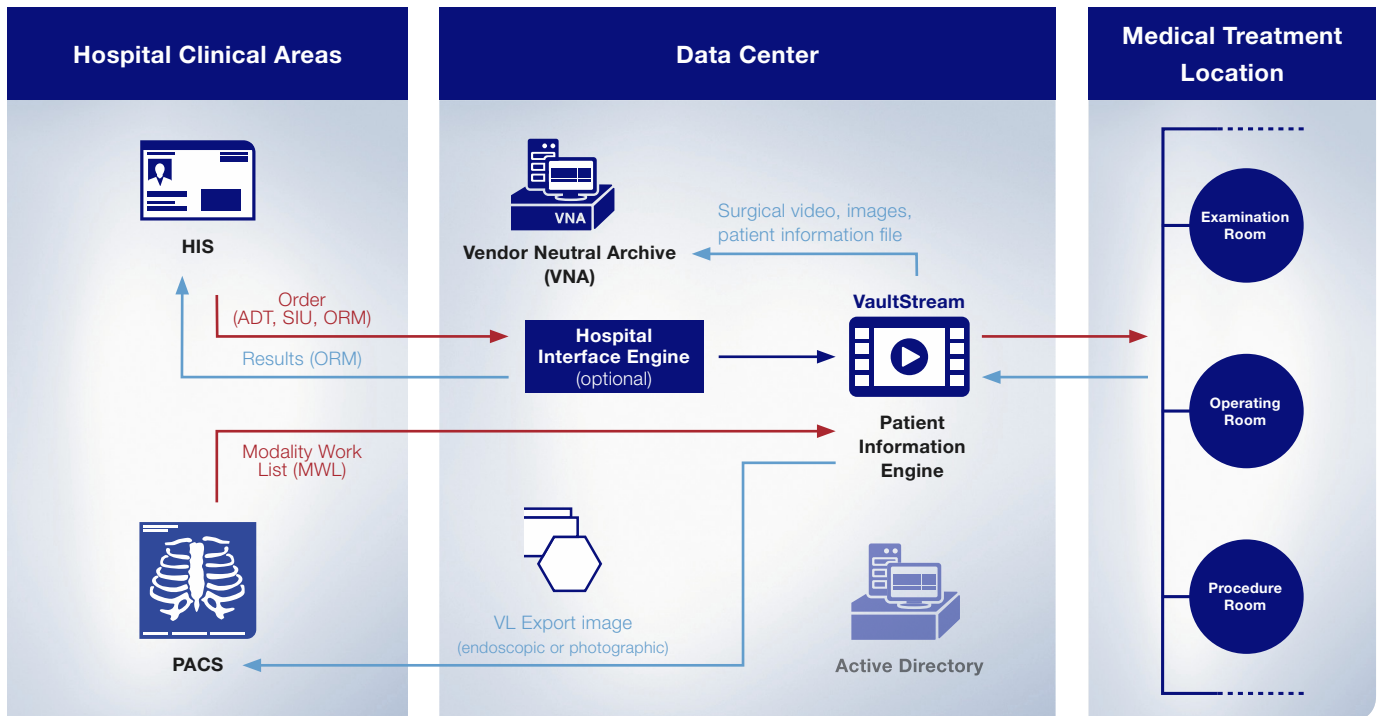 Hospital Clinical Areas
HIS
Order
(ADT, SIU, ORM)
Results (ORM)
Modality Work
List (MWL)
PACS
Data Center
VNA
Vendor Neutral Archive
(VNA)
Surgical video, images,
patient information file
Hospital
Interface Engine
(optional)
VaultStream
Patient
Information
Engine
VL Export image
(endoscopic or photographic)
Active Directory
Medical Treatment
Location
Examination
Room
Operating
Room
Procedure
Room